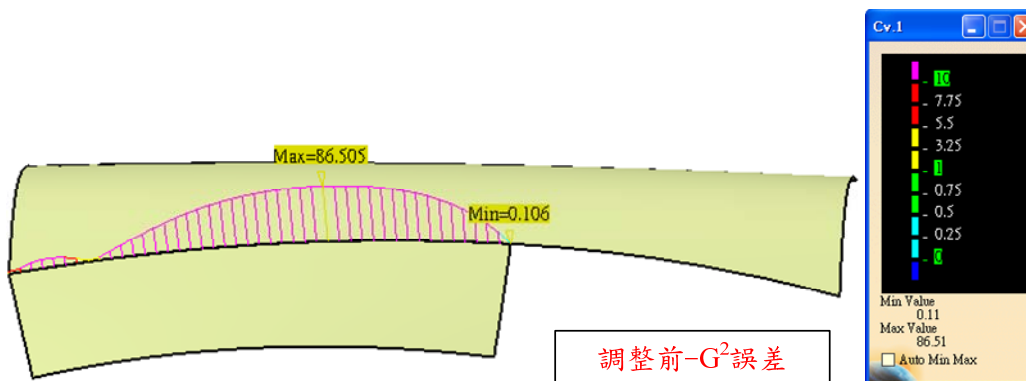 Cv.1
10
7.75
5.5
3.25
1
0.75
0.5
0.25
0
Max=86.505
Min=0.106
Min Value
0.11
Max Value
86.51
Auto Min Max
調整前-G²誤差